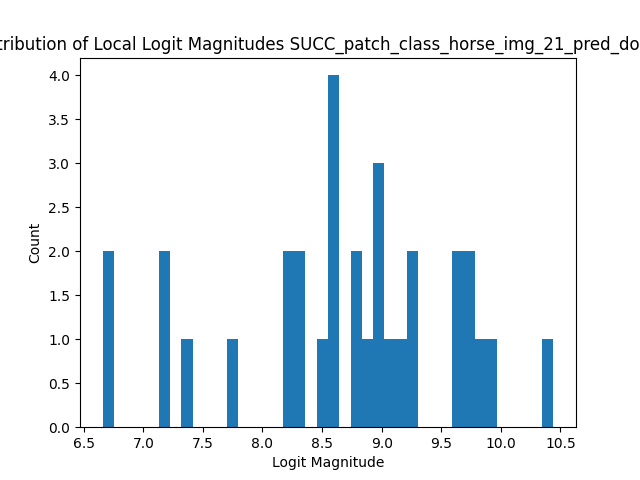 tribution of Local Logit Magnitudes SUCC_patch_class_horse_img_21_pred_do
4.0
3.5
3.0
2.5
2.0
1.5
1.0
0.5
0.0
Count
6.5 7.0 7.5 8.0 8.5 9.0 9.5 10.0 10.5
Logit Magnitude